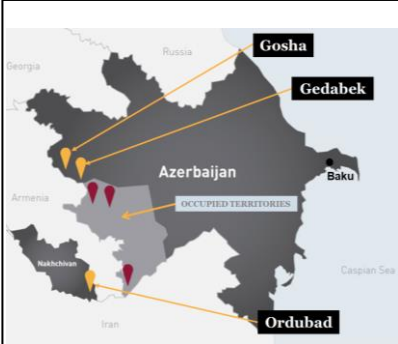 Gosha
Russia
Georgia
Gedabek
Azerbaijan
Baku
Armenia
OCCUPIED TERRITORIES
Nakhchivan
Caspian Sea
Iran
Ordubad